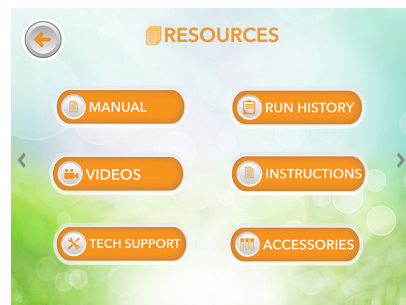 RESOURCES
MANUAL
RUN HISTORY
VIDEOS
INSTRUCTIONS
TECH SUPPORT
ACCESSORIES